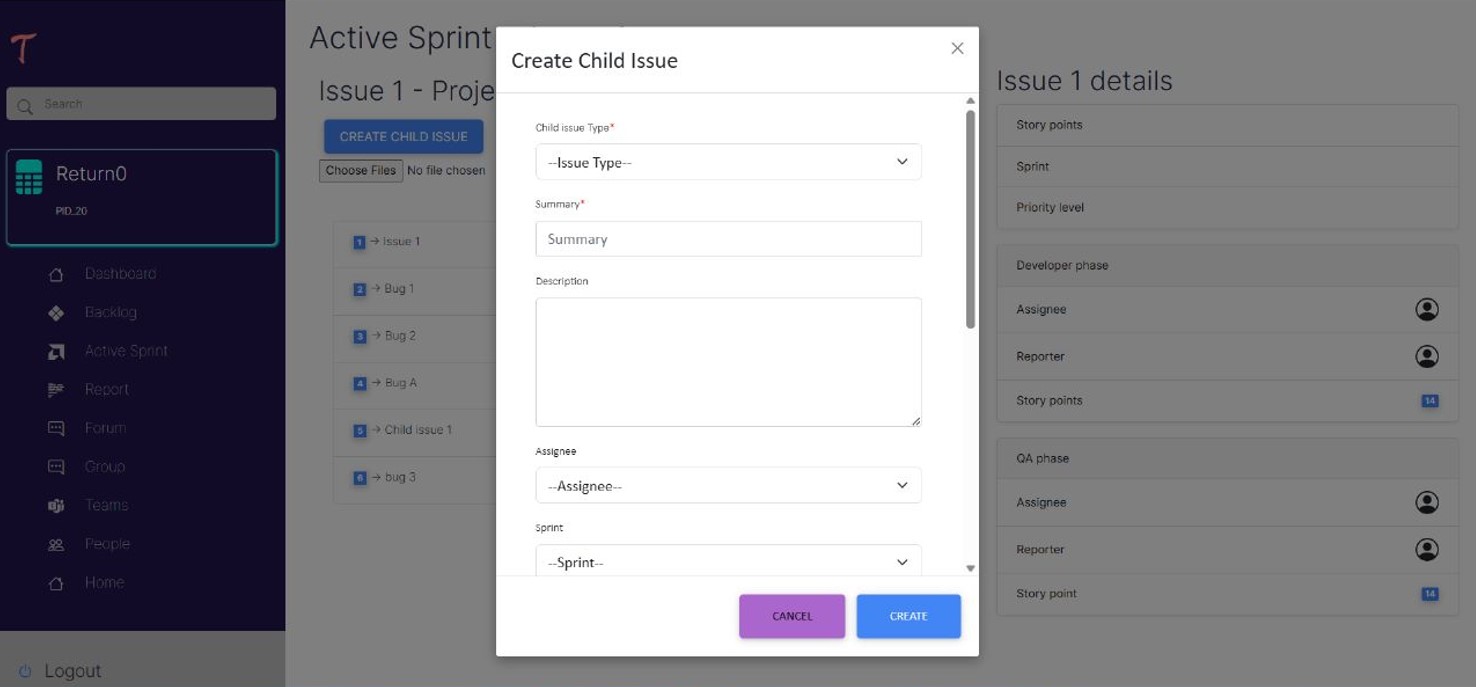 T
Search
Return0
PID_20
Dashboard
Backlog
Active Sprint
Report
Forum
Group
Teams
People
Home
Logout
Active Sprint
Issue 1 - Proje
CREATE CHILD ISSUE
Choose Files No file chosen
1 → Issue 1
2 → Bug 1
3 → Bug 2
4 → Bug A
5 → Child issue 1
6 → bug 3
Create Child Issue
Child issue Type*
--Issue Type--
Summary*
Summary
Description
Assignee
--Assignee--
Sprint
--Sprint--
CANCEL CREATE
Issue 1 details
Story points
Sprint
Priority level
Developer phase
Assignee
Reporter
Story points 14
QA phase
Assignee
Reporter
Story point 14